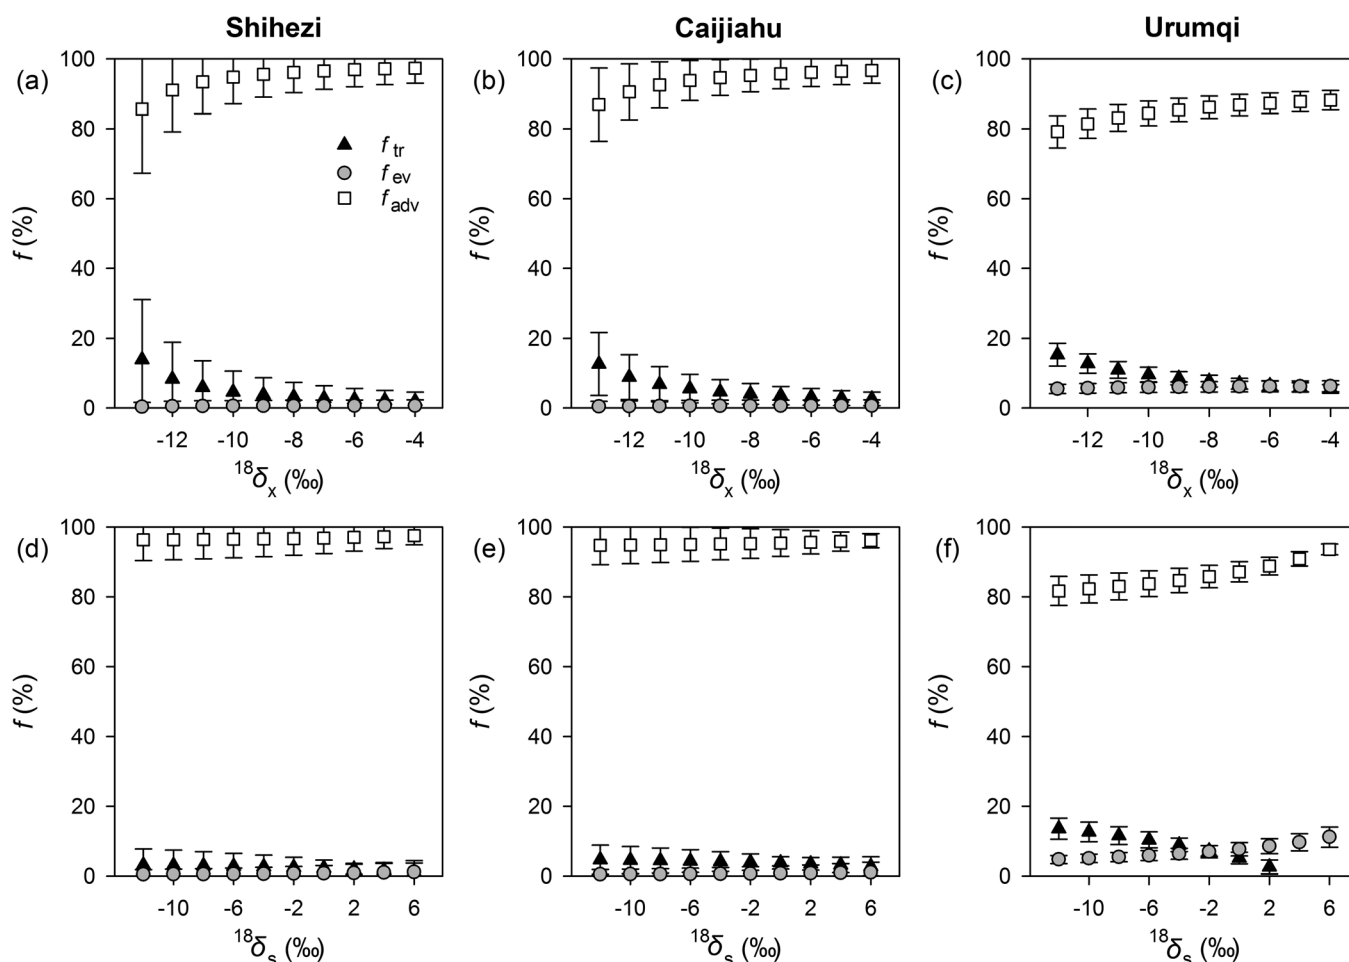 Shihezi Caijiahu Urumqi
(a) (b) (c)
100 100 100
80 80 80
60 60 60
40 40 40
20 20 20
0 0 0
f (%) f (%) f (%)
f tr
f ev
f adv
-12 -10 -8 -6 -4 -12 -10 -8 -6 -4 -12 -10 -8 -6 -4
18δx (‰) 18δx (‰) 18δx (‰)
(d) (e) (f)
100 100 100
80 80 80
60 60 60
40 40 40
20 20 20
0 0 0
f (%) f (%) f (%)
-10 -6 -2 2 6 -10 -6 -2 2 6 -10 -6 -2 2 6
18δs (‰) 18δs (‰) 18δs (‰)